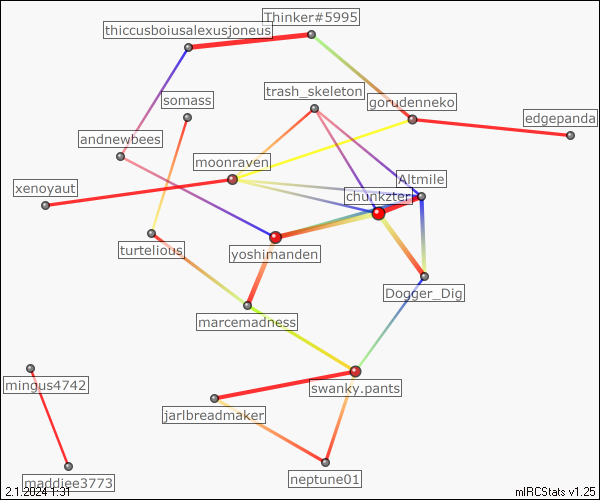 Thinker#5995
thiccusboiusalexusjoneus
trash_skeleton
somass
gorudenneko
edgepanda
andnewbees
moonraven
Altmile
xenoyaut
chunkzter
turtelious
yoshimanden
Dogger_Dig
marcemadness
mingus4742
swanky.pants
jarlbreadmaker
neptune01
maddiee3773
2.1.2024 1:31
mIRCStats v1.25